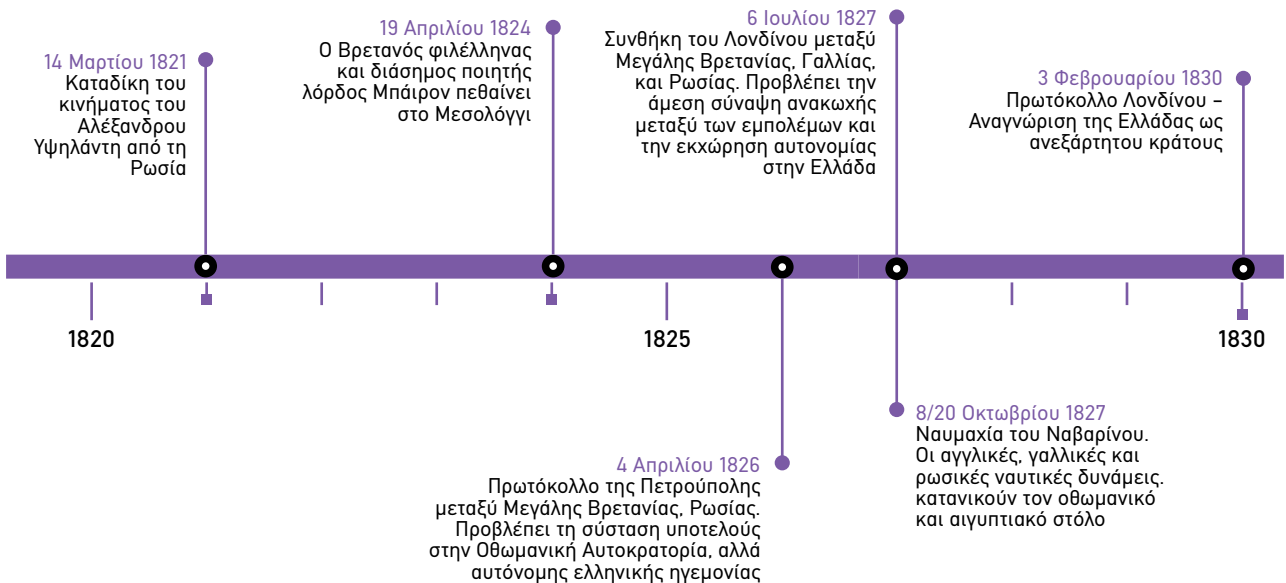 14 Μαρτίου 1821
Καταδίκη του
κινήματος του
Αλέξανδρου
Υψηλάντη από τη
Ρωσία
19 Απριλίου 1824
Ο Βρετανός φιλέλληνας
και διάσημος ποιητής
λόρδος Μπάιρον πεθαίνει
στο Μεσολόγγι
6 Ιουλίου 1827
Συνθήκη του Λονδίνου μεταξύ
Μεγάλης Βρετανίας, Γαλλίας,
και Ρωσίας. Προβλέπει την
άμεση σύναψη ανακωχής
μεταξύ των εμπολέμων και
την εκχώρηση αυτονομίας
στην Ελλάδα
3 Φεβρουαρίου 1830
Πρωτόκολλο Λονδίνου –
Αναγνώριση της Ελλάδας ως
ανεξάρτητου κράτους
1820
1825
1830
4 Απριλίου 1826
Πρωτόκολλο της Πετρούπολης
μεταξύ Μεγάλης Βρετανίας, Ρωσίας.
Προβλέπει τη σύσταση υποτελούς
στην Οθωμανική Αυτοκρατορία, αλλά
αυτόνομης ελληνικής ηγεμονίας
8/20 Οκτωβρίου 1827
Ναυμαχία του Ναβαρίνου.
Οι αγγλικές, γαλλικές και
ρωσικές ναυτικές δυνάμεις.
κατανικούν τον οθωμανικό
και αιγυπτιακό στόλο